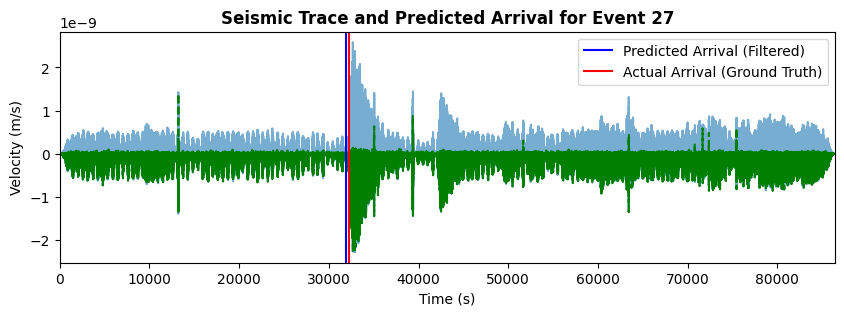 Seismic Trace and Predicted Arrival for Event 27
1e−9
Predicted Arrival (Filtered)
Actual Arrival (Ground Truth)
2
1
0
−1
−2
Velocity (m/s)
0 10000 20000 30000 40000 50000 60000 70000 80000
Time (s)